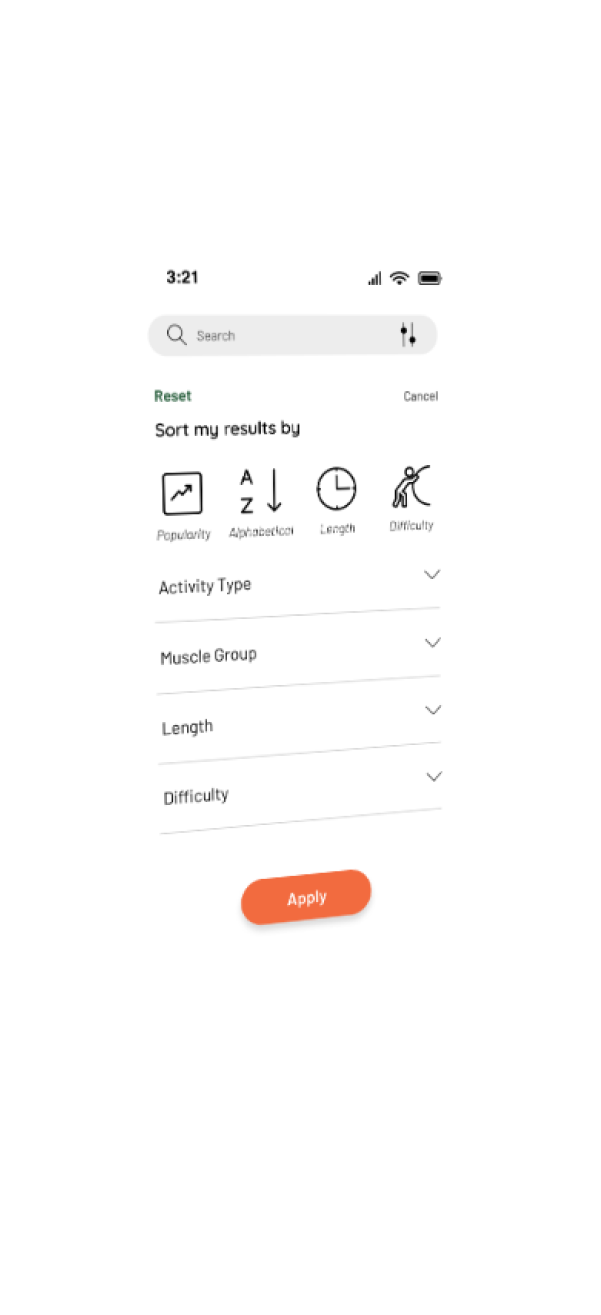 3:21
Search
Reset
Cancel
Sort my results by
A
Z
Popularity
Alphabetical
Length
Difficulty
Activity Type
Muscle Group
Length
Difficulty
Apply